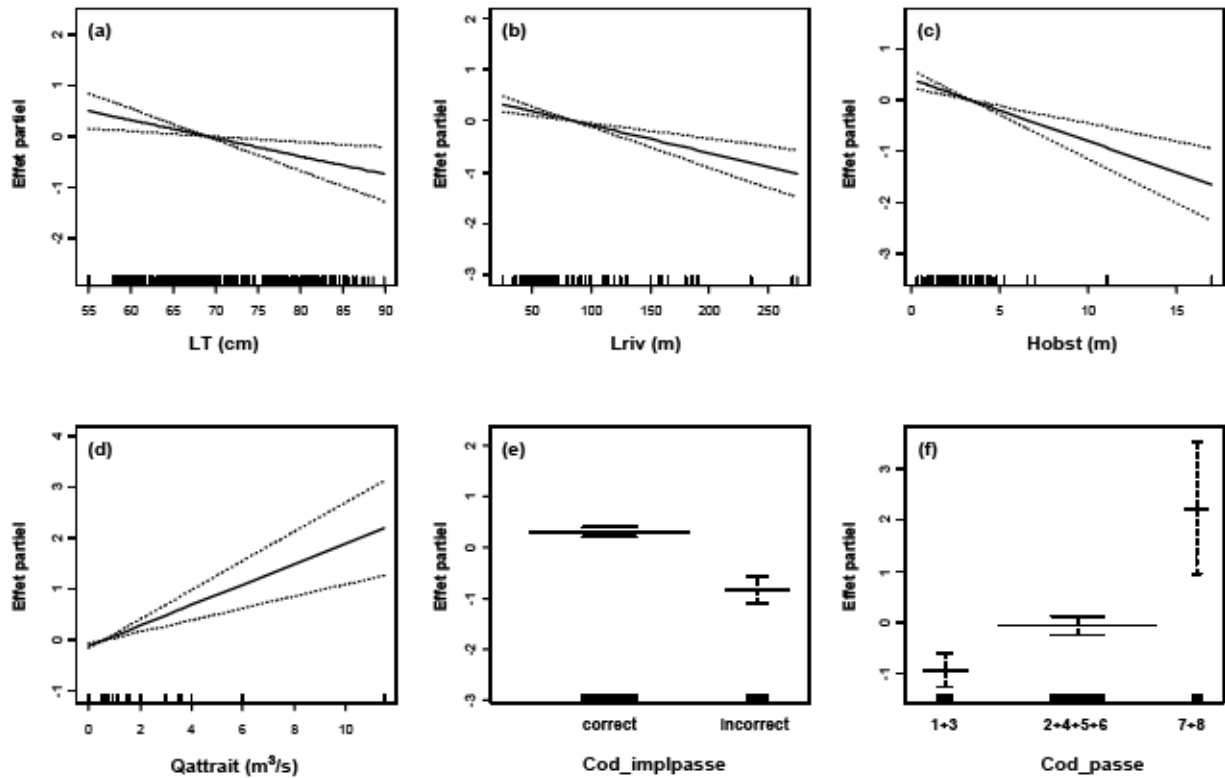 (a)
Effet partiel
2
1
0
-1
-2
55 60 65 70 75 80 85 90
LT (cm)
(b)
Effet partiel
2
1
0
-1
-2
-3
50 100 150 200 250
Lriv (m)
(c)
Effet partiel
1
0
-1
-2
-3
0 5 10 15
Hobst (m)
(d)
Effet partiel
4
3
2
1
0
-1
0 2 4 6 8 10
Qattrait (m³/s)
(e)
Effet partiel
2
1
0
-1
-2
-3
correct Incorrect
Cod_implpasse
(f)
Effet partiel
3
2
1
0
-1
1+3 2+4+5+6 7+8
Cod_passe